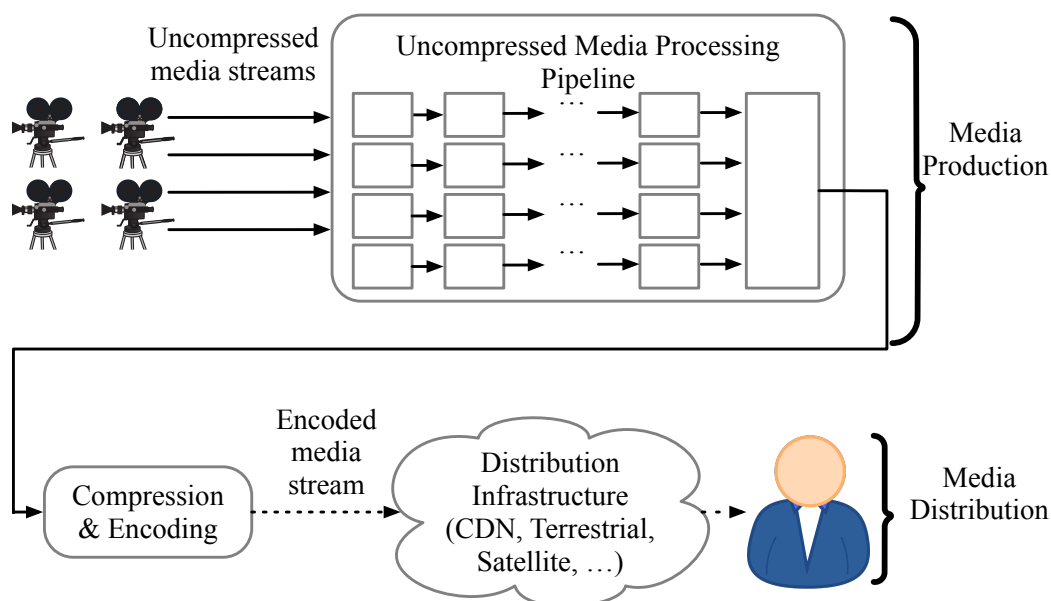 Uncompressed
media streams
Uncompressed Media Processing
Pipeline
...
...
...
...
Media
Production
Compression
& Encoding
Encoded
media
stream
Distribution
Infrastructure
(CDN, Terrestrial,
Satellite, …)
Media
Distribution